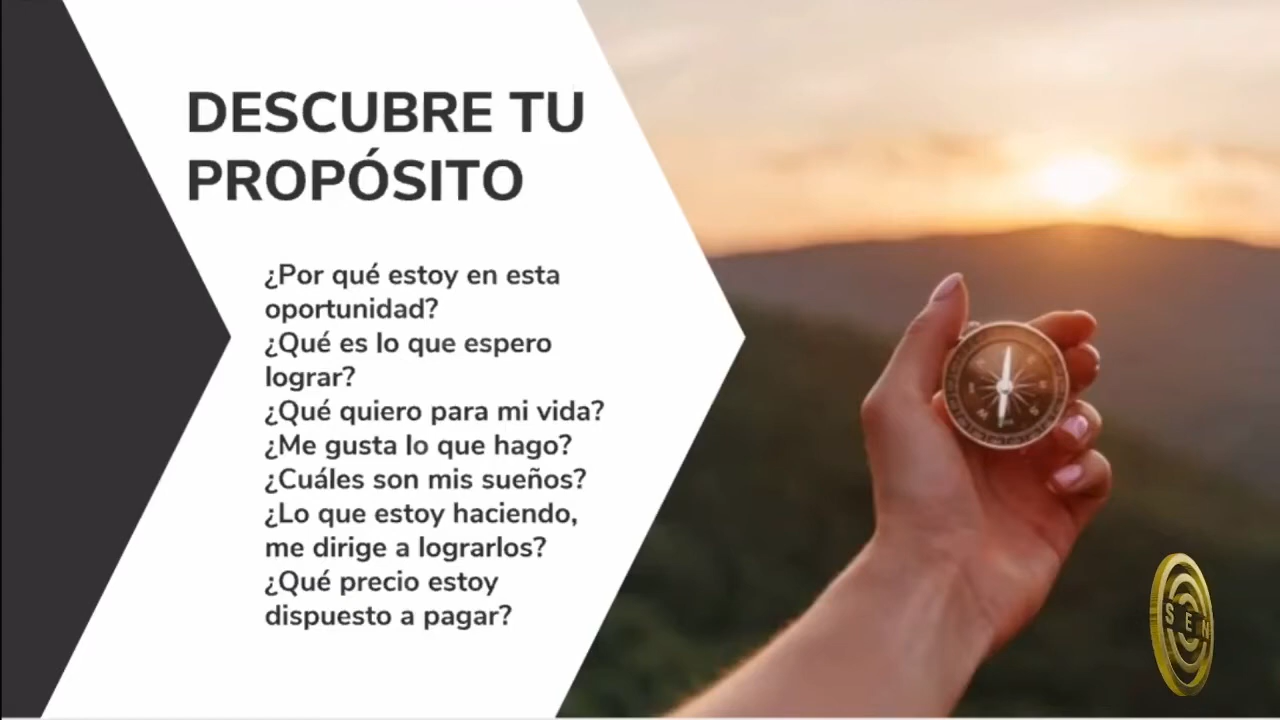 DESCUBRE TU
PROPÓSITO
¿Por qué estoy en esta
oportunidad?
¿Qué es lo que espero
lograr?
¿Qué quiero para mi vida?
¿Me gusta lo que hago?
¿Cuáles son mis sueños?
¿Lo que estoy haciendo,
me dirige a lograrlos?
¿Qué precio estoy
dispuesto a pagar?